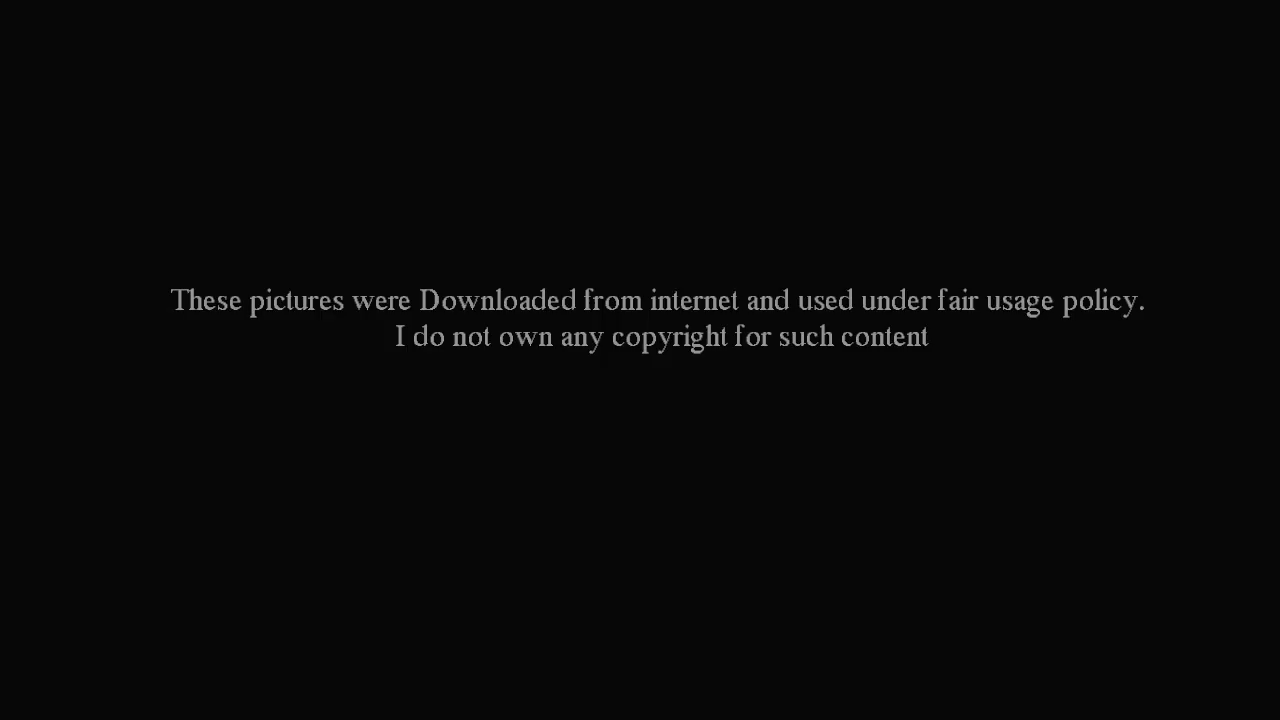 These pictures were Downloaded from internet and used under fair usage policy.
I do not own any copyright for such content